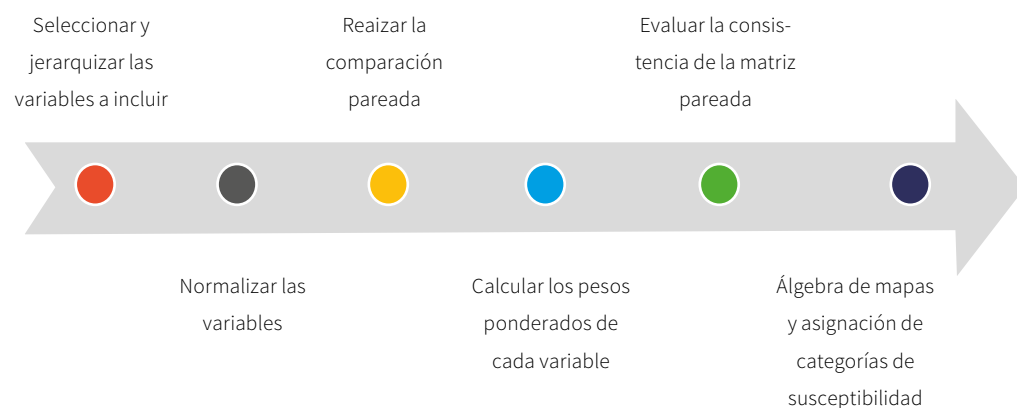 Seleccionar y
jerarquizar las
variables a incluir
Normalizar las
variables
Reaizar la
comparación
pareada
Calcular los pesos
ponderados de
cada variable
Evaluar la consis-
tencia de la matriz
pareada
Álgebra de mapas
y asignación de
categorías de
susceptibilidad